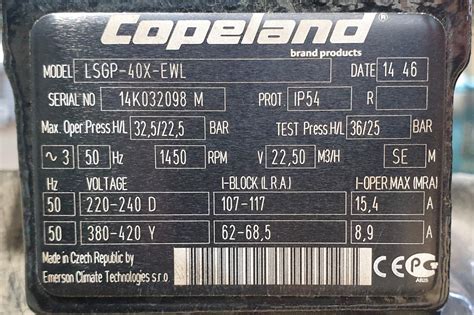 Copeland®
brand products
MODEL LSGP-40X-EWL DATE 14 46
SERIAL NO 14K032098 M PROT IP54 R
Max. Oper.Press.H/L 32,5/22,5 BAR TEST Press H/L 36/25 BAR
~ 3 50 Hz 1450 RPM V 22,50 M3/H SE M
Hz VOLTAGE I-BLOCK (L.R.A.) I-OPER.MAX (MRA)
50 220-240 D 107-117 15,4 A
50 380-420 Y 62-68,5 8,9 A
Made in Czech Republic by
Emerson Climate Technologies s.r.o.
CE PG